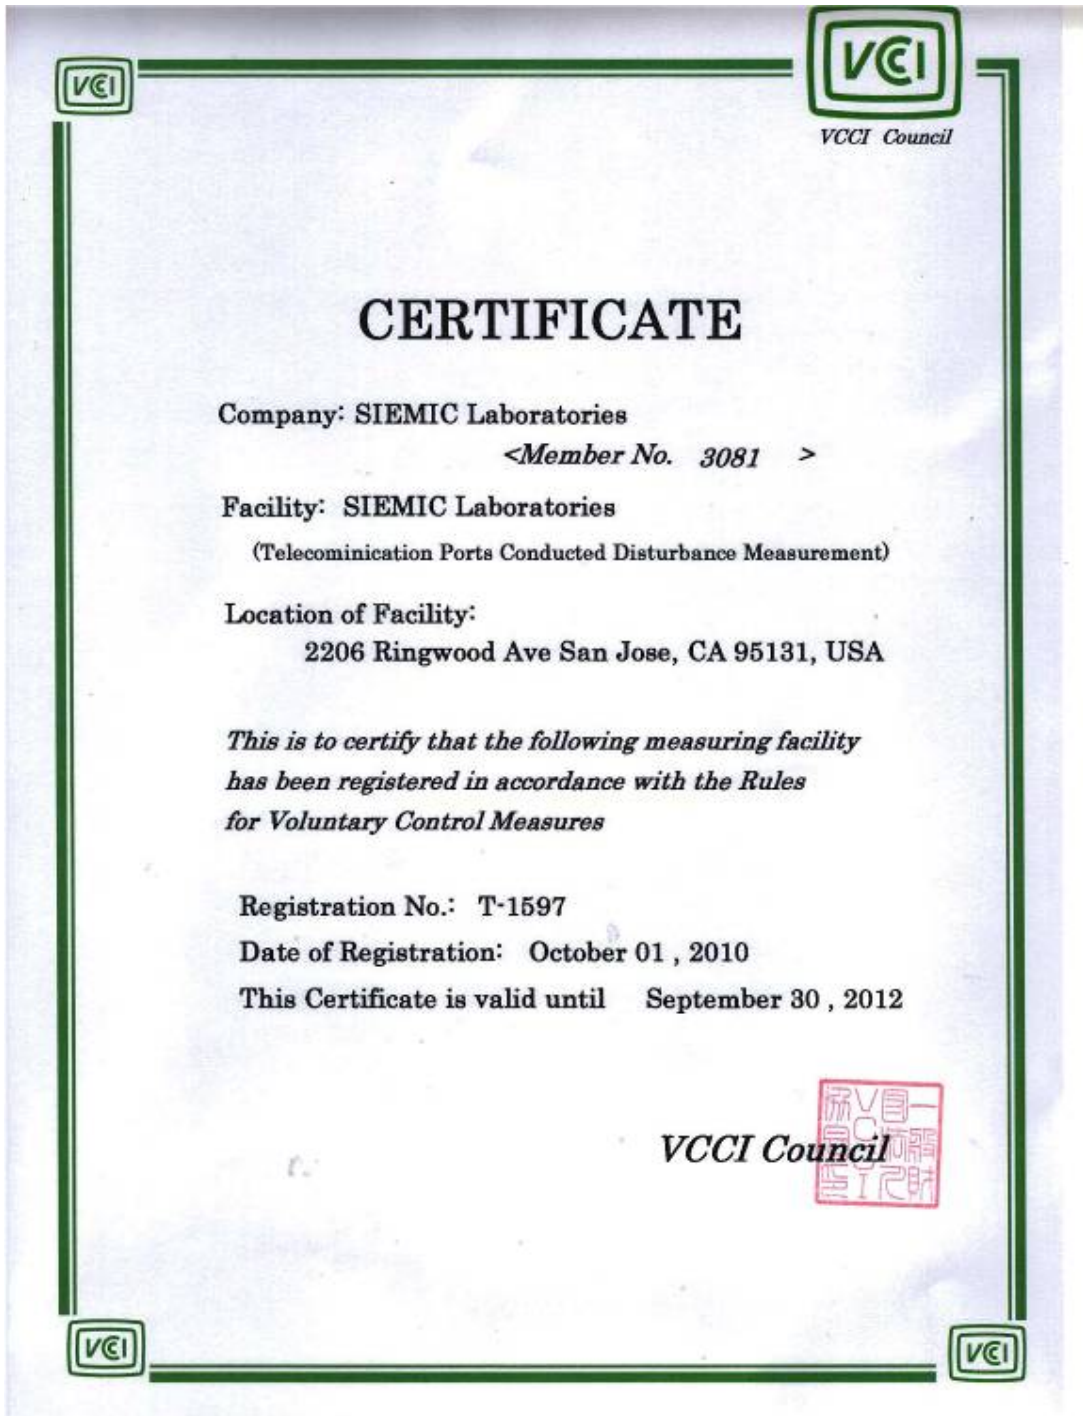 VCCI
VCCI
VCCI Council
CERTIFICATE
Company: SIEMIC Laboratories
<Member No. 3081 >
Facility: SIEMIC Laboratories
(Telecominication Ports Conducted Disturbance Measurement)
Location of Facility:
2206 Ringwood Ave San Jose, CA 95131, USA
This is to certify that the following measuring facility
has been registered in accordance with the Rules
for Voluntary Control Measures
Registration No.: T-1597
Date of Registration: October 01 , 2010
This Certificate is valid until September 30 , 2012
VCCI Council
VCCI
VCCI